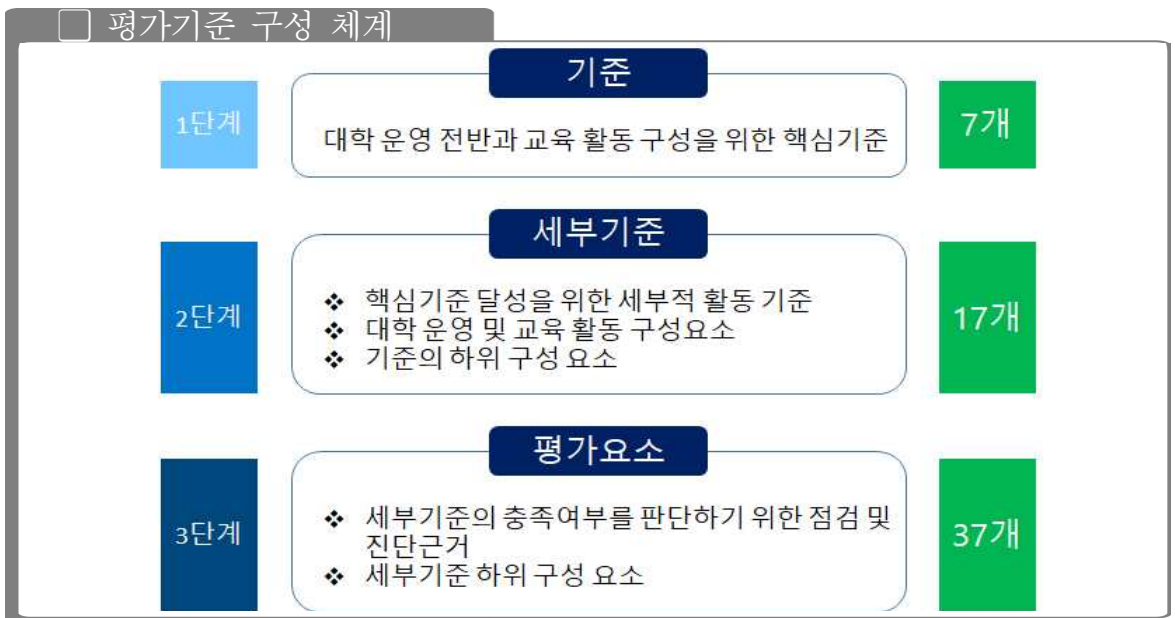 □ 평가기준 구성 체계
기준
1단계
대학 운영 전반과 교육 활동 구성을 위한 핵심기준
7개
세부기준
2단계
❖ 핵심기준 달성을 위한 세부적 활동 기준
❖ 대학 운영 및 교육 활동 구성요소
❖ 기준의 하위 구성 요소
17개
평가요소
3단계
❖ 세부기준의 충족여부를 판단하기 위한 점검 및
진단근거
❖ 세부기준 하위 구성 요소
37개